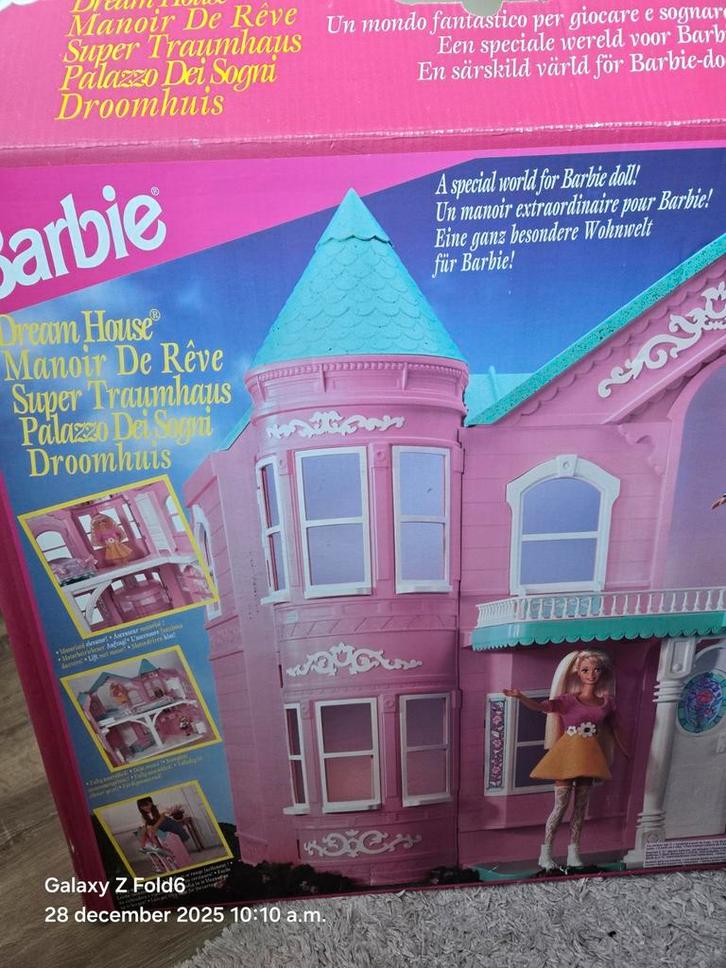 Dream House
Manoir De Rêve
Super Traumhaus
Palazzo Dei Sogni
Droomhuis
Un mondo fantastico per giocare e sognar
Een speciale wereld voor Barb
En särskild värld för Barbie-do
Barbie®
A special world for Barbie doll!
Un manoir extraordinaire pour Barbie!
Eine ganz besondere Wohnwelt
für Barbie!
Dream House®
Manoir De Rêve
Super Traumhaus
Palazzo Dei Sogni
Droomhuis
Galaxy Z Fold6
28 december 2025 10:10 a.m.